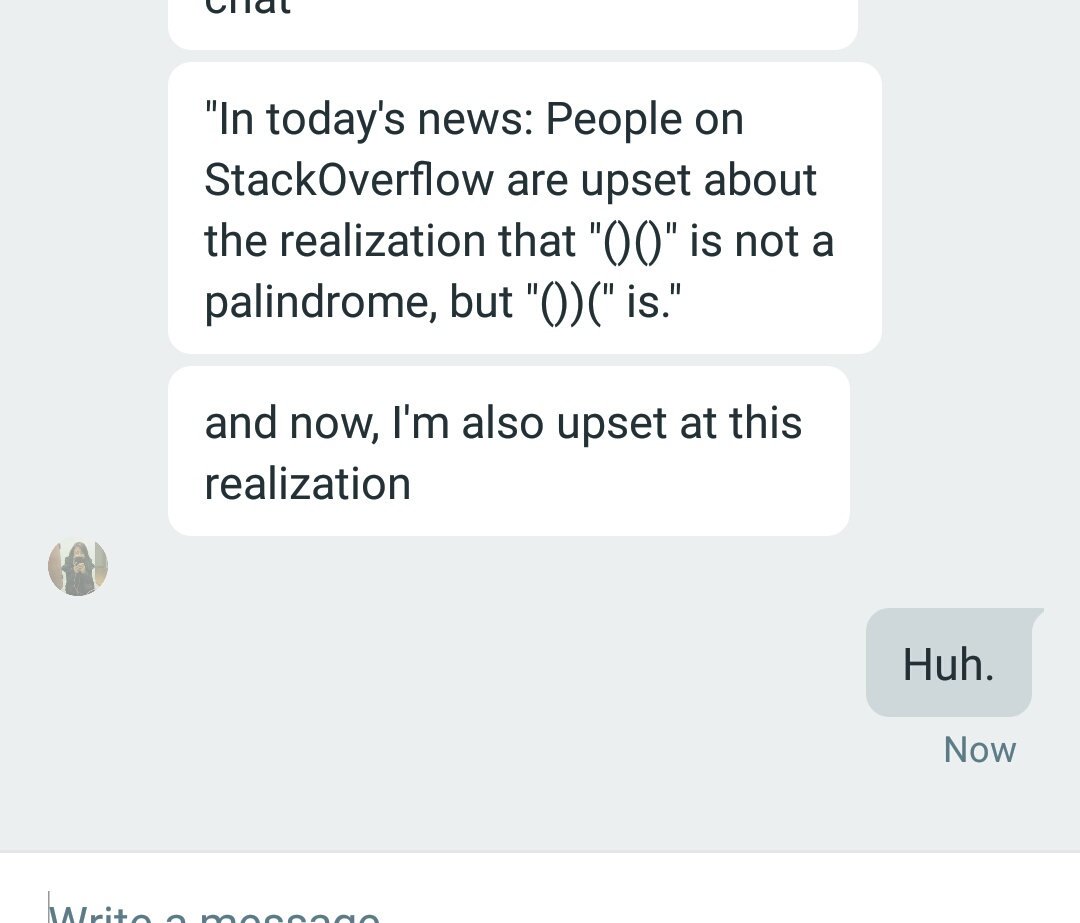 chat
"In today's news: People on
StackOverflow are upset about
the realization that "()()" is not a
palindrome, but "())(" is."
and now, I'm also upset at this
realization
Huh.
Now
Write a message